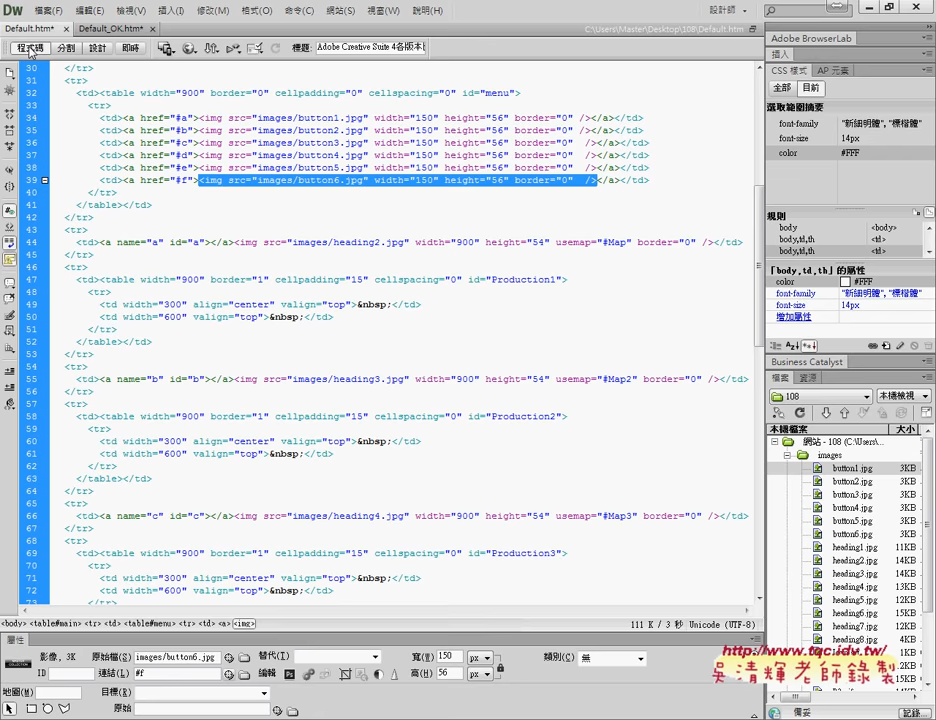 Dw 檔案(F) 編輯(E) 檢視(V) 插入(I) 修改(M) 格式(O) 命令(C) 網站(S) 視窗(W) 說明(H) 設計師
Default.htm* × Default_OK.htm* × C:\Users\Master\Desktop\108\Default.htm
程式碼 分割 設計 即時 標題: Adobe Creative Suite 4各版本
30 </tr>
31 <tr>
32 <td><table width="900" border="0" cellpadding="0" cellspacing="0" id="menu">
33 <tr>
34 <td><a href="#a"><img src="images/button1.jpg" width="150" height="56" border="0" /></a></td>
35 <td><a href="#b"><img src="images/button2.jpg" width="150" height="56" border="0" /></a></td>
36 <td><a href="#c"><img src="images/button3.jpg" width="150" height="56" border="0" /></a></td>
37 <td><a href="#d"><img src="images/button4.jpg" width="150" height="56" border="0" /></a></td>
38 <td><a href="#e"><img src="images/button5.jpg" width="150" height="56" border="0" /></a></td>
39 <td><a href="#f"><img src="images/button6.jpg" width="150" height="56" border="0" /></a></td>
40 </tr>
41 </table></td>
42 </tr>
43 <tr>
44 <td><a name="a" id="a"></a><img src="images/heading2.jpg" width="900" height="54" usemap="#Map" border="0" /></td>
45 </tr>
46 <tr>
47 <td><table width="900" border="1" cellpadding="15" cellspacing="0" id="Production1">
48 <tr>
49 <td width="300" align="center" valign="top">&nbsp;</td>
50 <td width="600" valign="top">&nbsp;</td>
51 </tr>
52 </table></td>
53 </tr>
54 <tr>
55 <td><a name="b" id="b"></a><img src="images/heading3.jpg" width="900" height="54" usemap="#Map2" border="0" /></td>
56 </tr>
57 <tr>
58 <td><table width="900" border="1" cellpadding="15" cellspacing="0" id="Production2">
59 <tr>
60 <td width="300" align="center" valign="top">&nbsp;</td>
61 <td width="600" valign="top">&nbsp;</td>
62 </tr>
63 </table></td>
64 </tr>
65 <tr>
66 <td><a name="c" id="c"></a><img src="images/heading4.jpg" width="900" height="54" usemap="#Map3" border="0" /></td>
67 </tr>
68 <tr>
69 <td><table width="900" border="1" cellpadding="15" cellspacing="0" id="Production3">
70 <tr>
71 <td width="300" align="center" valign="top">&nbsp;</td>
72 <td width="600" valign="top">&nbsp;</td>
73 </tr>
<body> <table#main> <tr> <td> <table#menu> <tr> <td> <a> <img> 111 K / 3 秒 Unicode (UTF-8)
屬性
影像, 3K 原始檔(S) images/button6.jpg 替代(T) 寬(W) 150 px 類別(C) 無
ID 連結(L) #f 編輯 高(H) 56 px
地圖(M) 目標(R)
原始
Adobe BrowserLab
插入
CSS 樣式 AP 元素
全部 目前
選取範圍摘要
font-family "新細明體", "標楷體"
font-size 14px
color #FFF
規則
body <body>
body,td,th <td>
body,td,th <td>
「body,td,th」的屬性
color #FFF
font-family "新細明體", "標楷體"
font-size 14px
增加屬性
Business Catalyst
檔案 資源
108 本機檢視
本機檔案 大小
網站 - 108 (C:\Users\...
images
button1.jpg 3KB
button2.jpg 3KB
button3.jpg 3KB
button4.jpg 3KB
button5.jpg 3KB
button6.jpg 3KB
heading1.jpg 11KB
heading2.jpg 14KB
heading3.jpg 14KB
heading4.jpg 13KB
heading5.jpg 12KB
heading6.jpg 15KB
heading7.jpg 13KB
heading8.jpg 14KB
http://www.tqc.idv.tw/
吳清輝老師錄製
備妥 記錄...